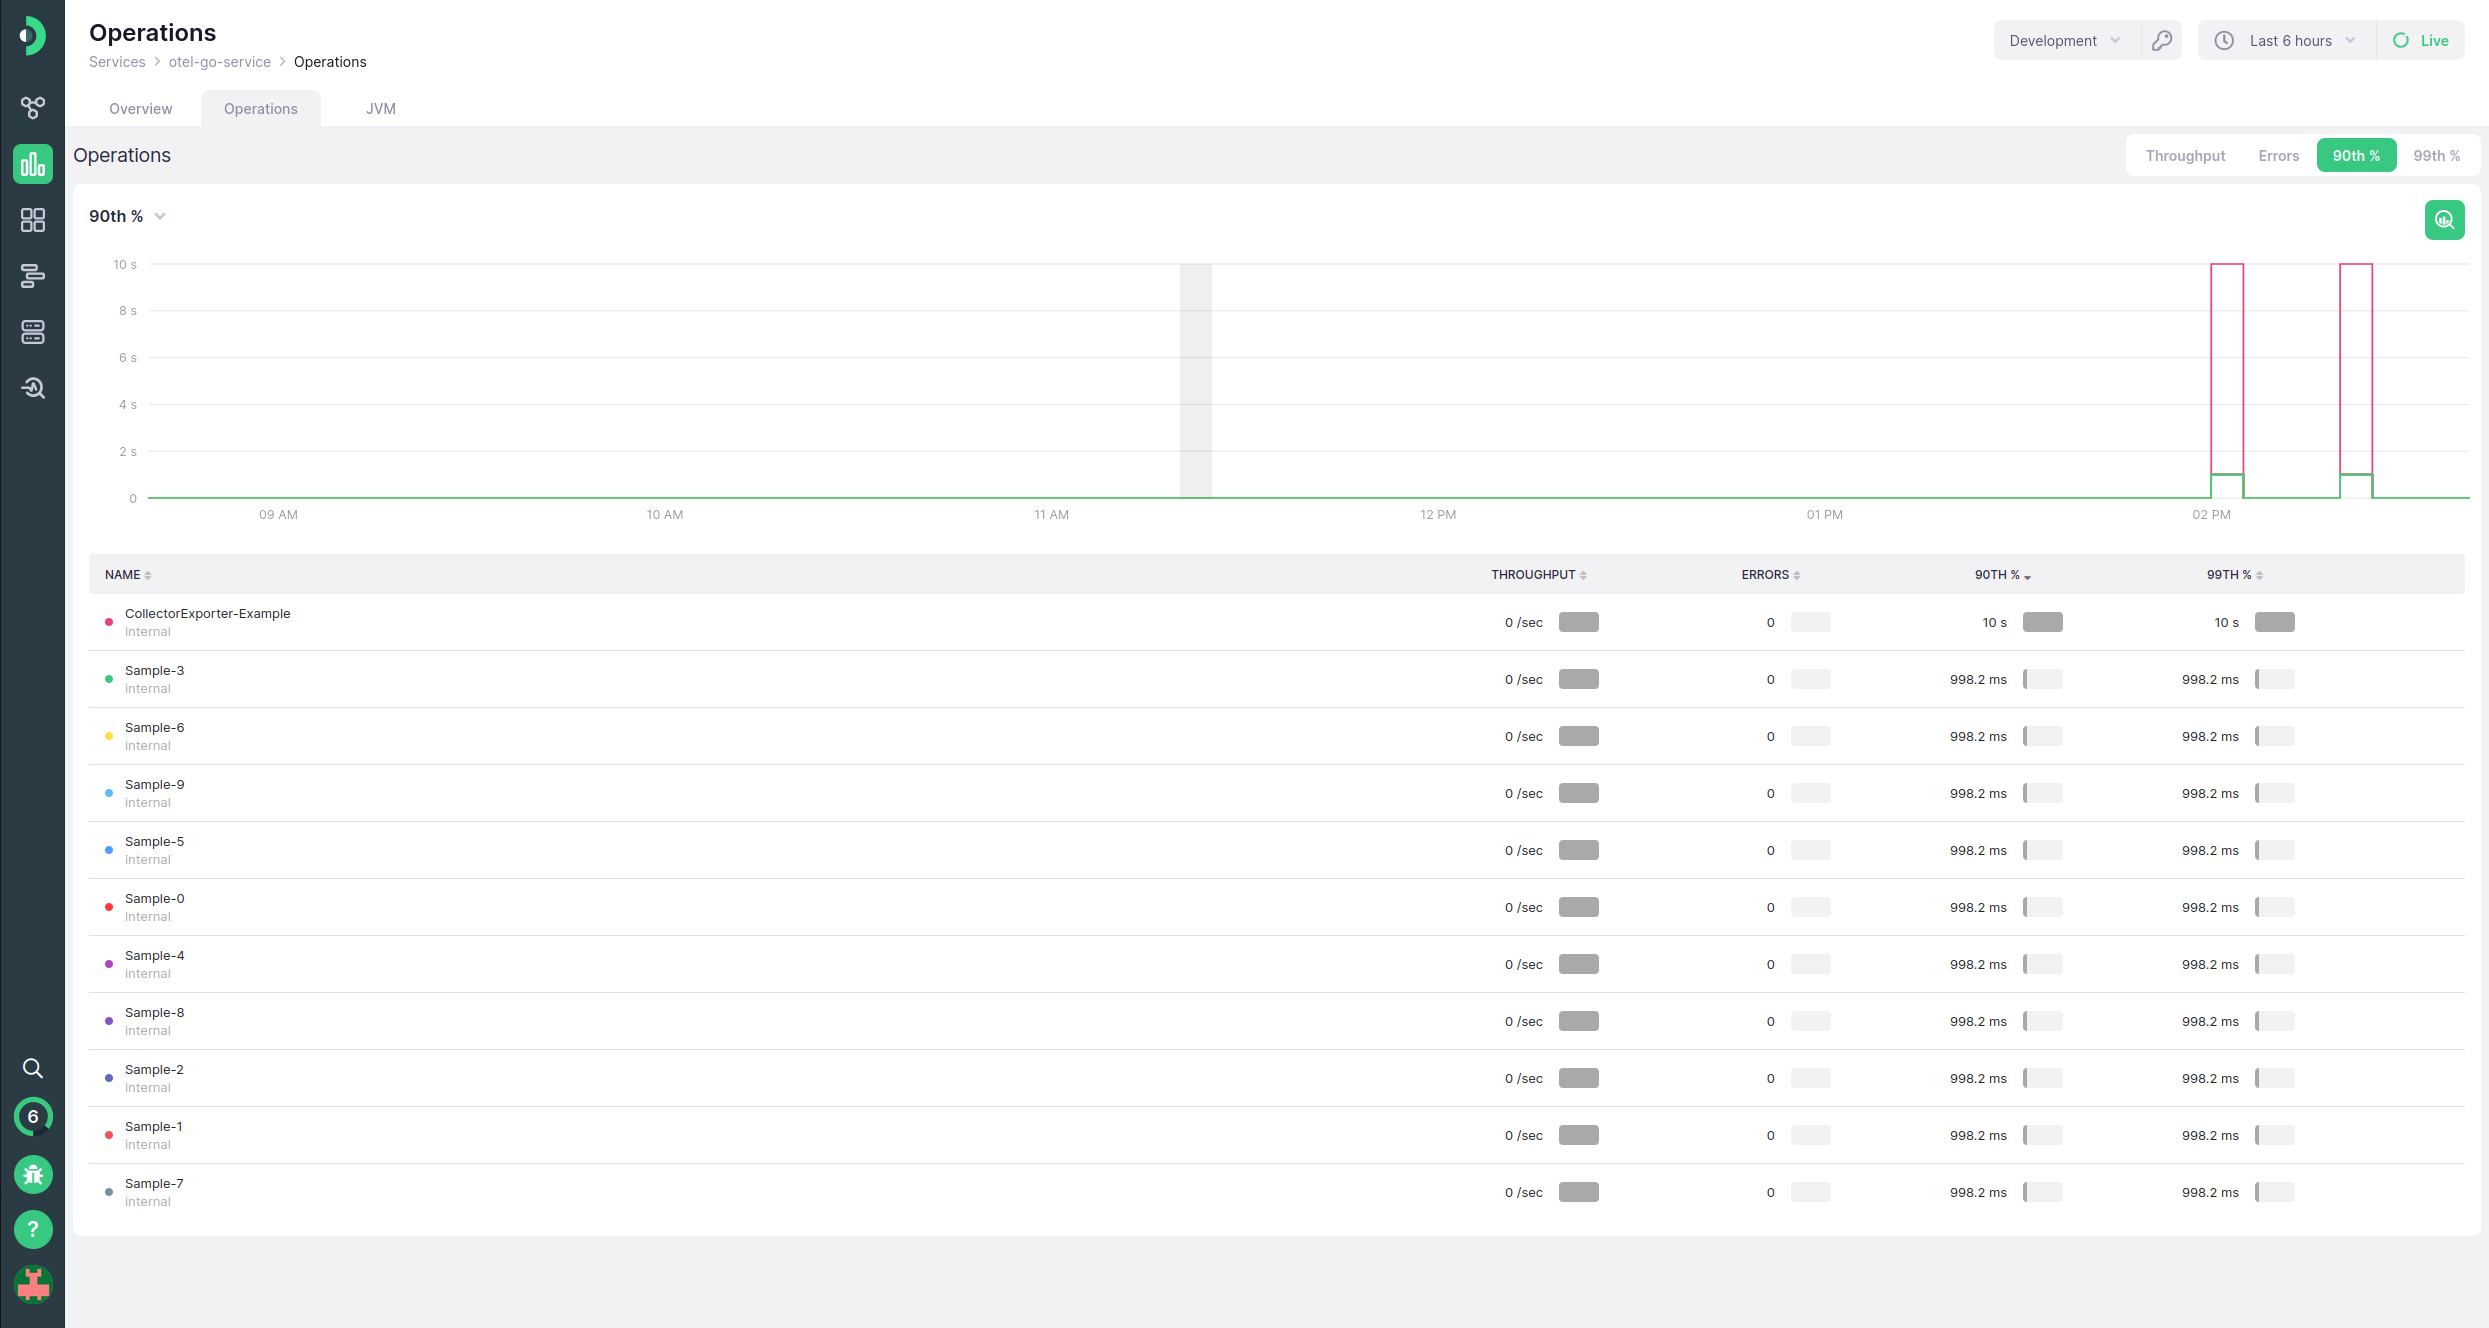 Operations
Services > otel-go-service > Operations
Development
Last 6 hours
Live
Overview
Operations
JVM
Operations
Throughput
Errors
90th %
99th %
90th %
10 s
8 s
6 s
4 s
2 s
0
09 AM
10 AM
11 AM
12 PM
01 PM
02 PM
NAME THROUGHPUT ERRORS 90TH % 99TH %
CollectorExporter-Example
internal
0 /sec 0 10 s 10 s
Sample-3
internal
0 /sec 0 998.2 ms 998.2 ms
Sample-6
internal
0 /sec 0 998.2 ms 998.2 ms
Sample-9
internal
0 /sec 0 998.2 ms 998.2 ms
Sample-5
internal
0 /sec 0 998.2 ms 998.2 ms
Sample-0
internal
0 /sec 0 998.2 ms 998.2 ms
Sample-4
internal
0 /sec 0 998.2 ms 998.2 ms
Sample-8
internal
0 /sec 0 998.2 ms 998.2 ms
Sample-2
internal
0 /sec 0 998.2 ms 998.2 ms
Sample-1
internal
0 /sec 0 998.2 ms 998.2 ms
Sample-7
internal
0 /sec 0 998.2 ms 998.2 ms
6
?